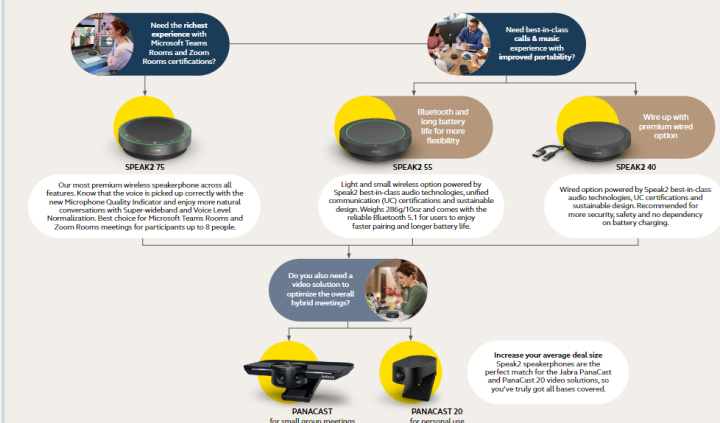 Need the richest
experience with
Microsoft Teams
Rooms and Zoom
Rooms certifications?
Need best-in-class
calls & music
experience with
improved portability?
Bluetooth and
long battery
life for more
flexibility
Wire up with
premium wired
option
SPEAK2 75
SPEAK2 55
SPEAK2 40
Our most premium wireless speakerphone across all
features. Know that the voice is picked up correctly with the
new Microphone Quality Indicator and enjoy more natural
conversations with Super-wideband and Voice Level
Normalization. Best choice for Microsoft Teams Rooms and
Zoom Rooms meetings for participants up to 8 people.
Light and small wireless option powered by
Speak2 best-in-class audio technologies, unified
communication (UC) certifications and sustainable
design. Weighs 286g/10oz and comes with the
reliable Bluetooth 5.1 for users to enjoy
faster pairing and longer battery life.
Wired option powered by Speak2 best-in-class
audio technologies, UC certifications and
sustainable design. Recommended for
more security, safety and no dependency
on battery charging.
Do you also need a
video solution to
optimize the overall
hybrid meetings?
Jabra
PANACAST
for small group meetings
PANACAST 20
for personal use
Increase your average deal size
Speak2 speakerphones are the
perfect match for the Jabra PanaCast
and PanaCast 20 video solutions, so
you've truly got all bases covered.